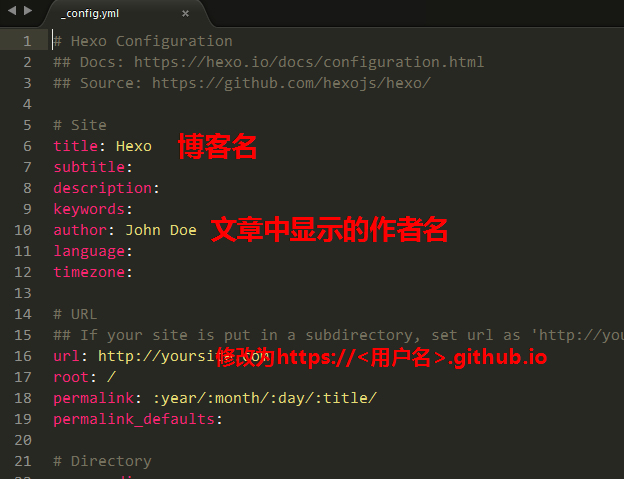 _config.yml ×
1 # Hexo Configuration
2 ## Docs: https://hexo.io/docs/configuration.html
3 ## Source: https://github.com/hexojs/hexo/
4
5 # Site
6 title: Hexo 博客名
7 subtitle:
8 description:
9 keywords:
10 author: John Doe 文章中显示的作者名
11 language:
12 timezone:
13
14 # URL
15 ## If your site is put in a subdirectory, set url as 'http://you
16 url: http://yoursite.com 修改为https://<用户名>.github.io
17 root: /
18 permalink: :year/:month/:day/:title/
19 permalink_defaults:
20
21 # Directory